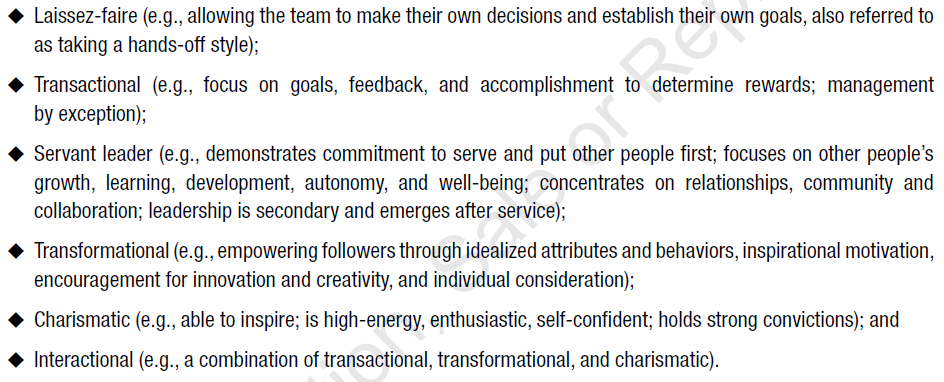 ◆ Laissez-faire (e.g., allowing the team to make their own decisions and establish their own goals, also referred to
as taking a hands-off style);
◆ Transactional (e.g., focus on goals, feedback, and accomplishment to determine rewards; management
by exception);
◆ Servant leader (e.g., demonstrates commitment to serve and put other people first; focuses on other people's
growth, learning, development, autonomy, and well-being; concentrates on relationships, community and
collaboration; leadership is secondary and emerges after service);
◆ Transformational (e.g., empowering followers through idealized attributes and behaviors, inspirational motivation,
encouragement for innovation and creativity, and individual consideration);
◆ Charismatic (e.g., able to inspire; is high-energy, enthusiastic, self-confident; holds strong convictions); and
◆ Interactional (e.g., a combination of transactional, transformational, and charismatic).
Sale or